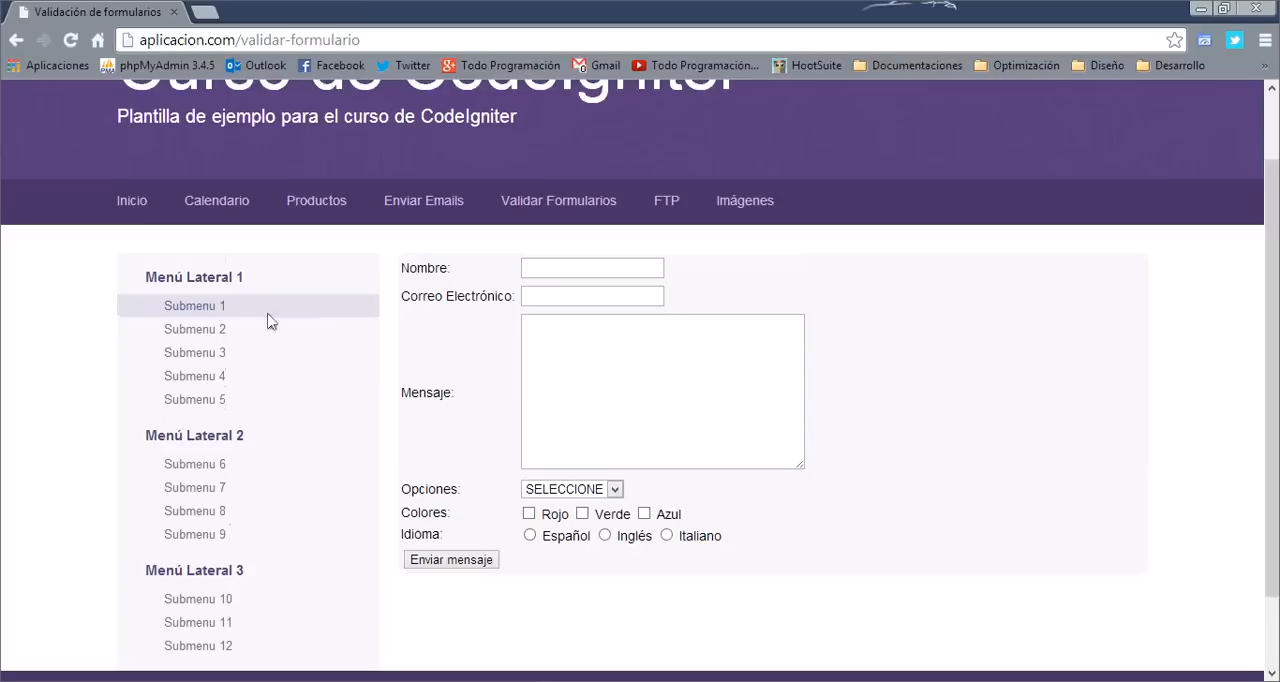 Validación de formularios
aplicacion.com/validar-formulario
Aplicaciones phpMyAdmin 3.4.5 Outlook Facebook Twitter Todo Programación Gmail Todo Programación... HootSuite Documentaciones Optimización Diseño Desarrollo »
Curso de CodeIgniter
Plantilla de ejemplo para el curso de CodeIgniter
Inicio Calendario Productos Enviar Emails Validar Formularios FTP Imágenes
Menú Lateral 1
Submenu 1
Submenu 2
Submenu 3
Submenu 4
Submenu 5
Menú Lateral 2
Submenu 6
Submenu 7
Submenu 8
Submenu 9
Menú Lateral 3
Submenu 10
Submenu 11
Submenu 12
Nombre:
Correo Electrónico:
Mensaje:
Opciones: SELECCIONE
Colores: Rojo Verde Azul
Idioma: Español Inglés Italiano
Enviar mensaje